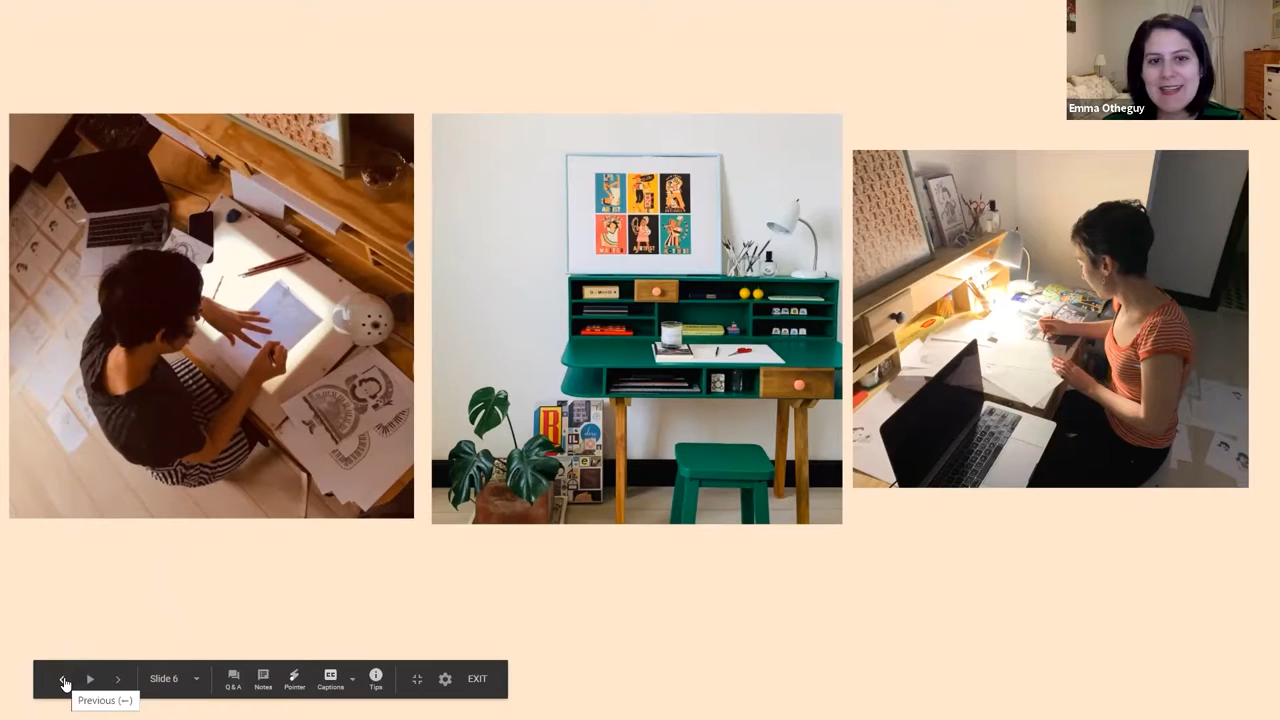 Emma Otheguy
Slide 6
Q & A
Notes
Pointer
Captions
Tips
EXIT
Previous (←)